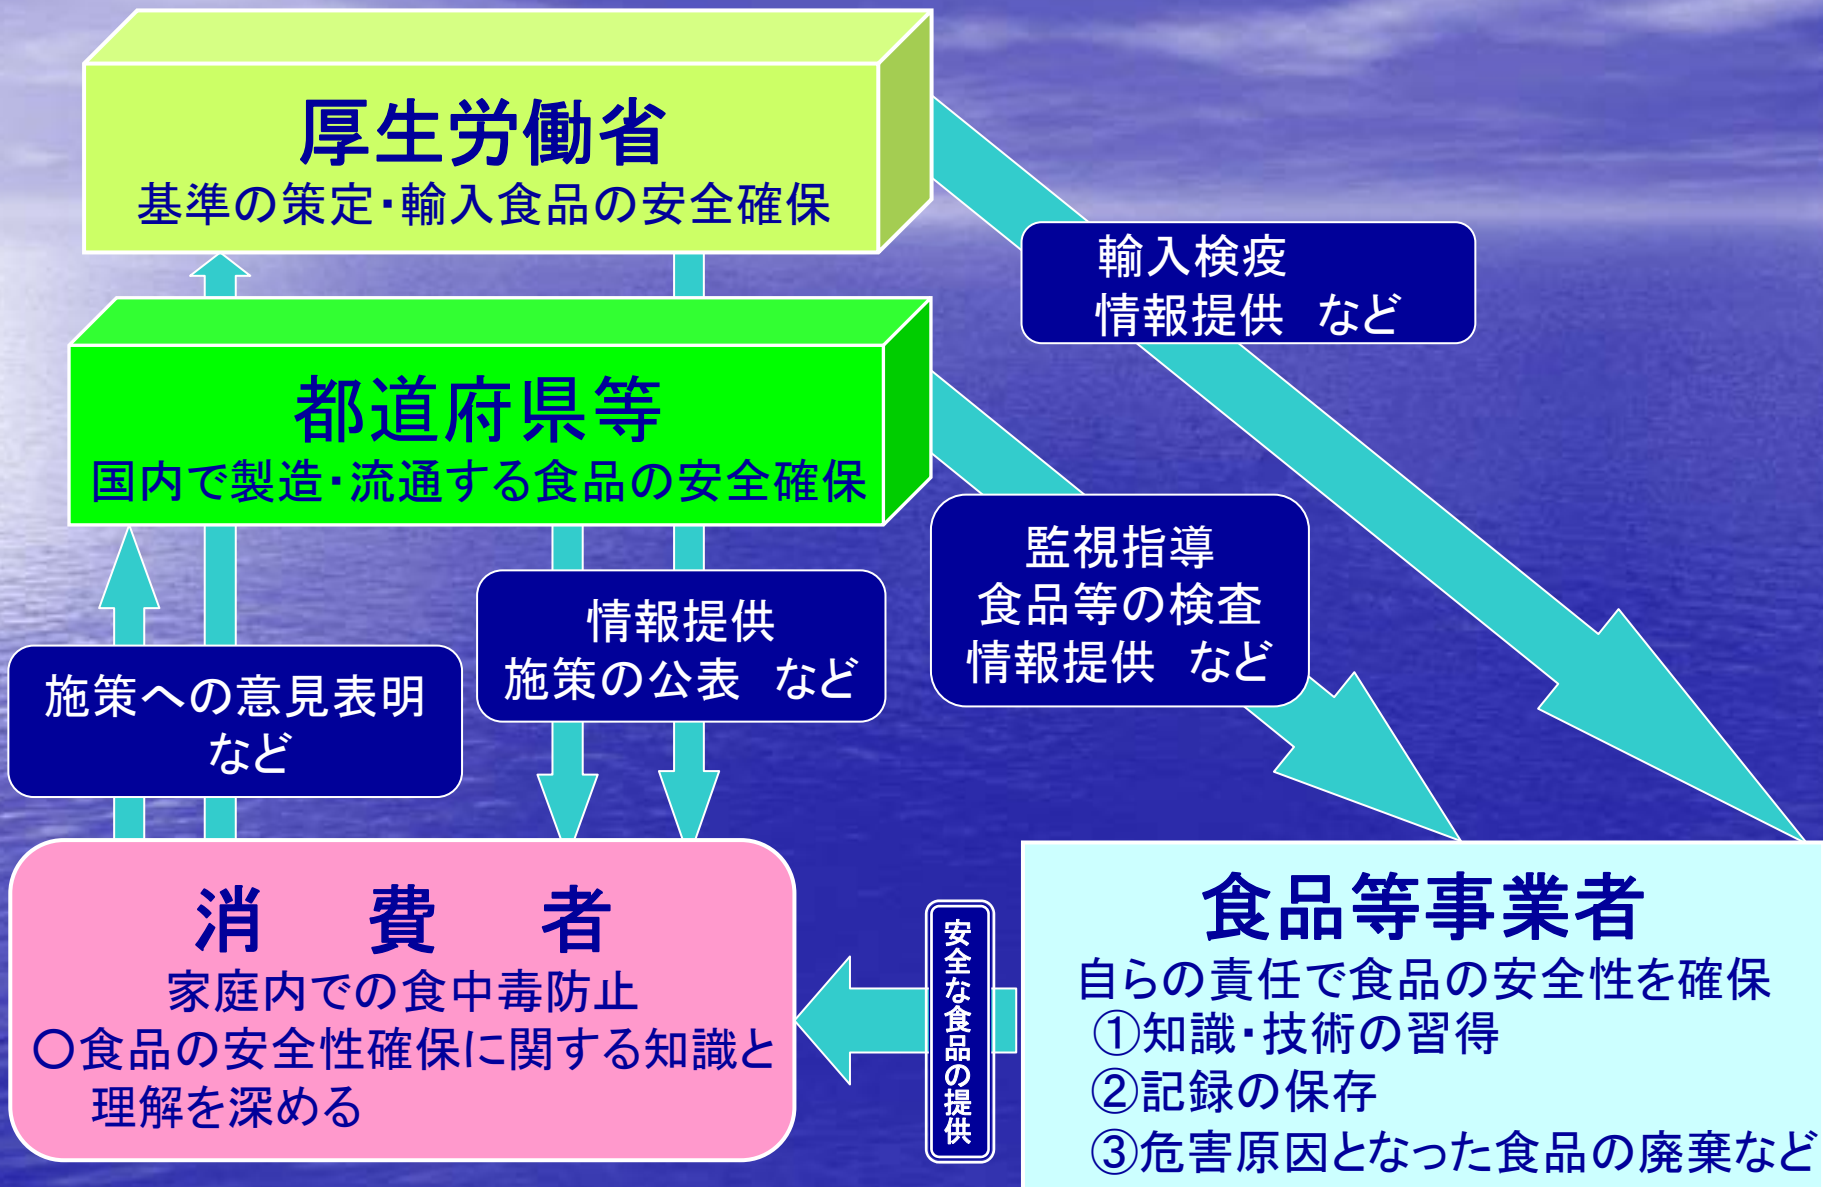 厚生労働省
基準の策定・輸入食品の安全確保
輸入検疫
情報提供　など
都道府県等
国内で製造・流通する食品の安全確保
監視指導
食品等の検査
情報提供　など
情報提供
施策の公表　など
施策への意見表明
など
消　費　者
家庭内での食中毒防止
○食品の安全性確保に関する知識と
理解を深める
安全な食品の提供
食品等事業者
自らの責任で食品の安全性を確保
①知識・技術の習得
②記録の保存
③危害原因となった食品の廃棄など